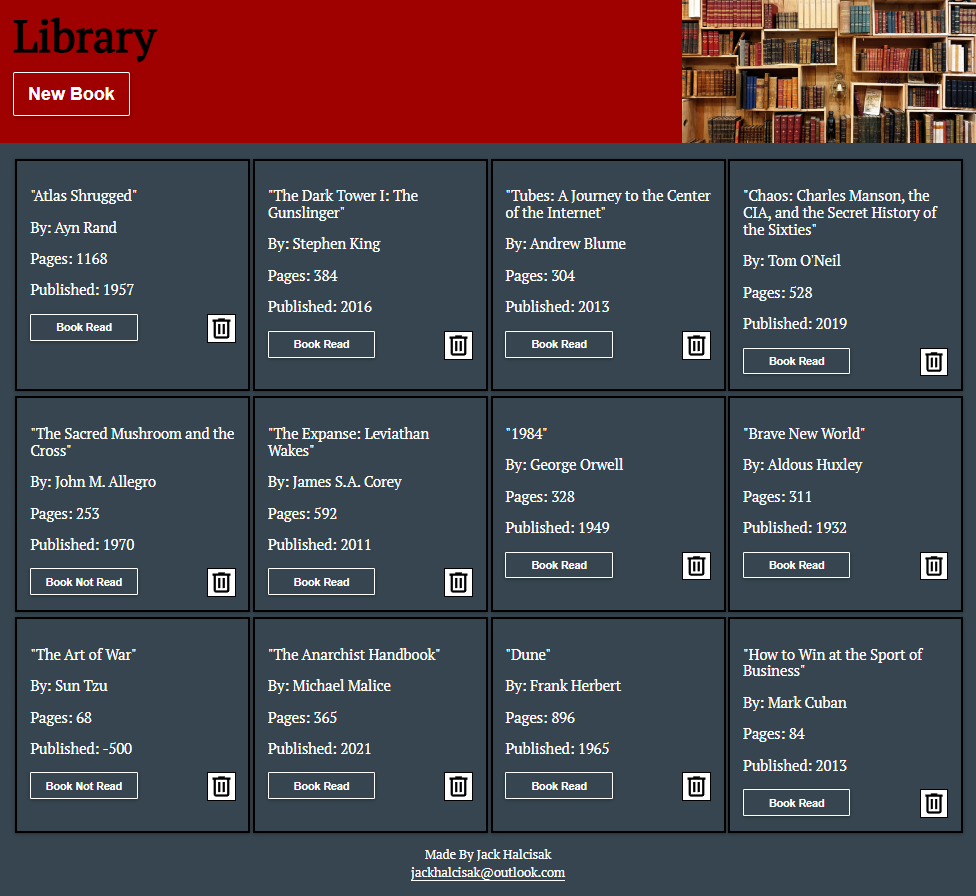 Library
New Book
"Atlas Shrugged"
By: Ayn Rand
Pages: 1168
Published: 1957
Book Read
"The Dark Tower I: The
Gunslinger"
By: Stephen King
Pages: 384
Published: 2016
Book Read
"Tubes: A Journey to the Center
of the Internet"
By: Andrew Blume
Pages: 304
Published: 2013
Book Read
"Chaos: Charles Manson, the
CIA, and the Secret History of
the Sixties"
By: Tom O'Neil
Pages: 528
Published: 2019
Book Read
"The Sacred Mushroom and the
Cross"
By: John M. Allegro
Pages: 253
Published: 1970
Book Not Read
"The Expanse: Leviathan
Wakes"
By: James S.A. Corey
Pages: 592
Published: 2011
Book Read
"1984"
By: George Orwell
Pages: 328
Published: 1949
Book Read
"Brave New World"
By: Aldous Huxley
Pages: 311
Published: 1932
Book Read
"The Art of War"
By: Sun Tzu
Pages: 68
Published: -500
Book Not Read
"The Anarchist Handbook"
By: Michael Malice
Pages: 365
Published: 2021
Book Read
"Dune"
By: Frank Herbert
Pages: 896
Published: 1965
Book Read
"How to Win at the Sport of
Business"
By: Mark Cuban
Pages: 84
Published: 2013
Book Read
Made By Jack Halcisak
jackhalcisak@outlook.com